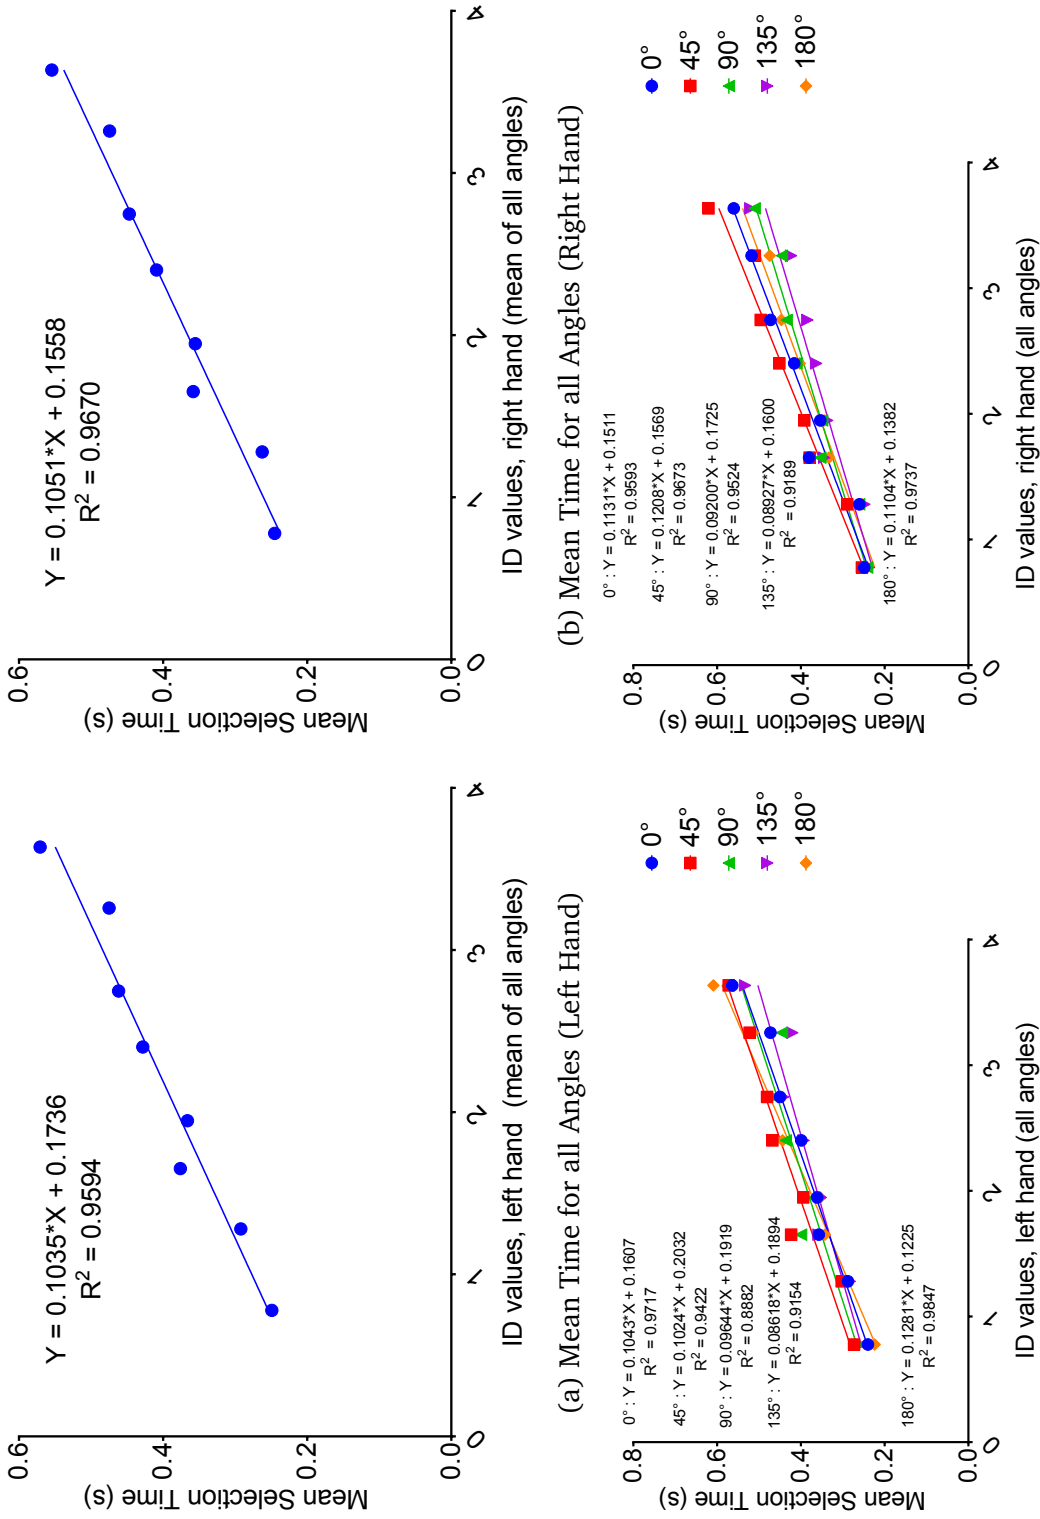 Y = 0.1035*X + 0.1736
R² = 0.9594
Mean Selection Time (s)
0.6
0.4
0.2
0.0
0
1
2
3
4
ID values, left hand (mean of all angles)
(a) Mean Time for all Angles (Left Hand)
Y = 0.1051*X + 0.1558
R² = 0.9670
Mean Selection Time (s)
0.6
0.4
0.2
0.0
0
1
2
3
4
ID values, right hand (mean of all angles)
(b) Mean Time for all Angles (Right Hand)
0° : Y = 0.1043*X + 0.1607
R² = 0.9717
45° : Y = 0.1024*X + 0.2032
R² = 0.9422
90° : Y = 0.09644*X + 0.1919
R² = 0.8882
135° : Y = 0.08618*X + 0.1894
R² = 0.9154
180° : Y = 0.1281*X + 0.1225
R² = 0.9847
Mean Selection Time (s)
0.8
0.6
0.4
0.2
0.0
0
1
2
3
4
ID values, left hand (all angles)
0°
45°
90°
135°
180°
0° : Y = 0.1131*X + 0.1511
R² = 0.9593
45° : Y = 0.1208*X + 0.1569
R² = 0.9673
90° : Y = 0.09200*X + 0.1725
R² = 0.9524
135° : Y = 0.08927*X + 0.1600
R² = 0.9189
180° : Y = 0.1104*X + 0.1382
R² = 0.9737
Mean Selection Time (s)
0.8
0.6
0.4
0.2
0.0
0
1
2
3
4
ID values, right hand (all angles)
0°
45°
90°
135°
180°